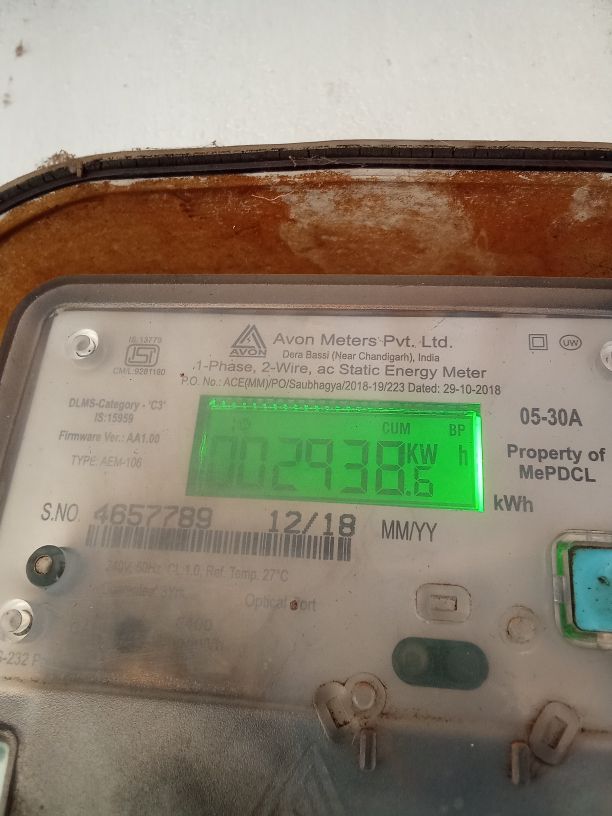 IS.13779
CM/L.9261160
AVON
Avon Meters Pvt. Ltd.
Dera Bassi (Near Chandigarh), India
UW
1-Phase, 2-Wire, ac Static Energy Meter
P.O. No.: ACE(MM)/PO/Saubhagya/2018-19/223 Dated: 29-10-2018
DLMS-Category - 'C3'
IS:15959
Firmware Ver.: AA1.00
TYPE: AEM-106
CUM BP
002938.6 KW h
05-30A
Property of
MePDCL
kWh
S.NO 4657789 12/18 MM/YY
240V, 50Hz, CL 1.0, Ref. Temp. 27°C
Optical Port